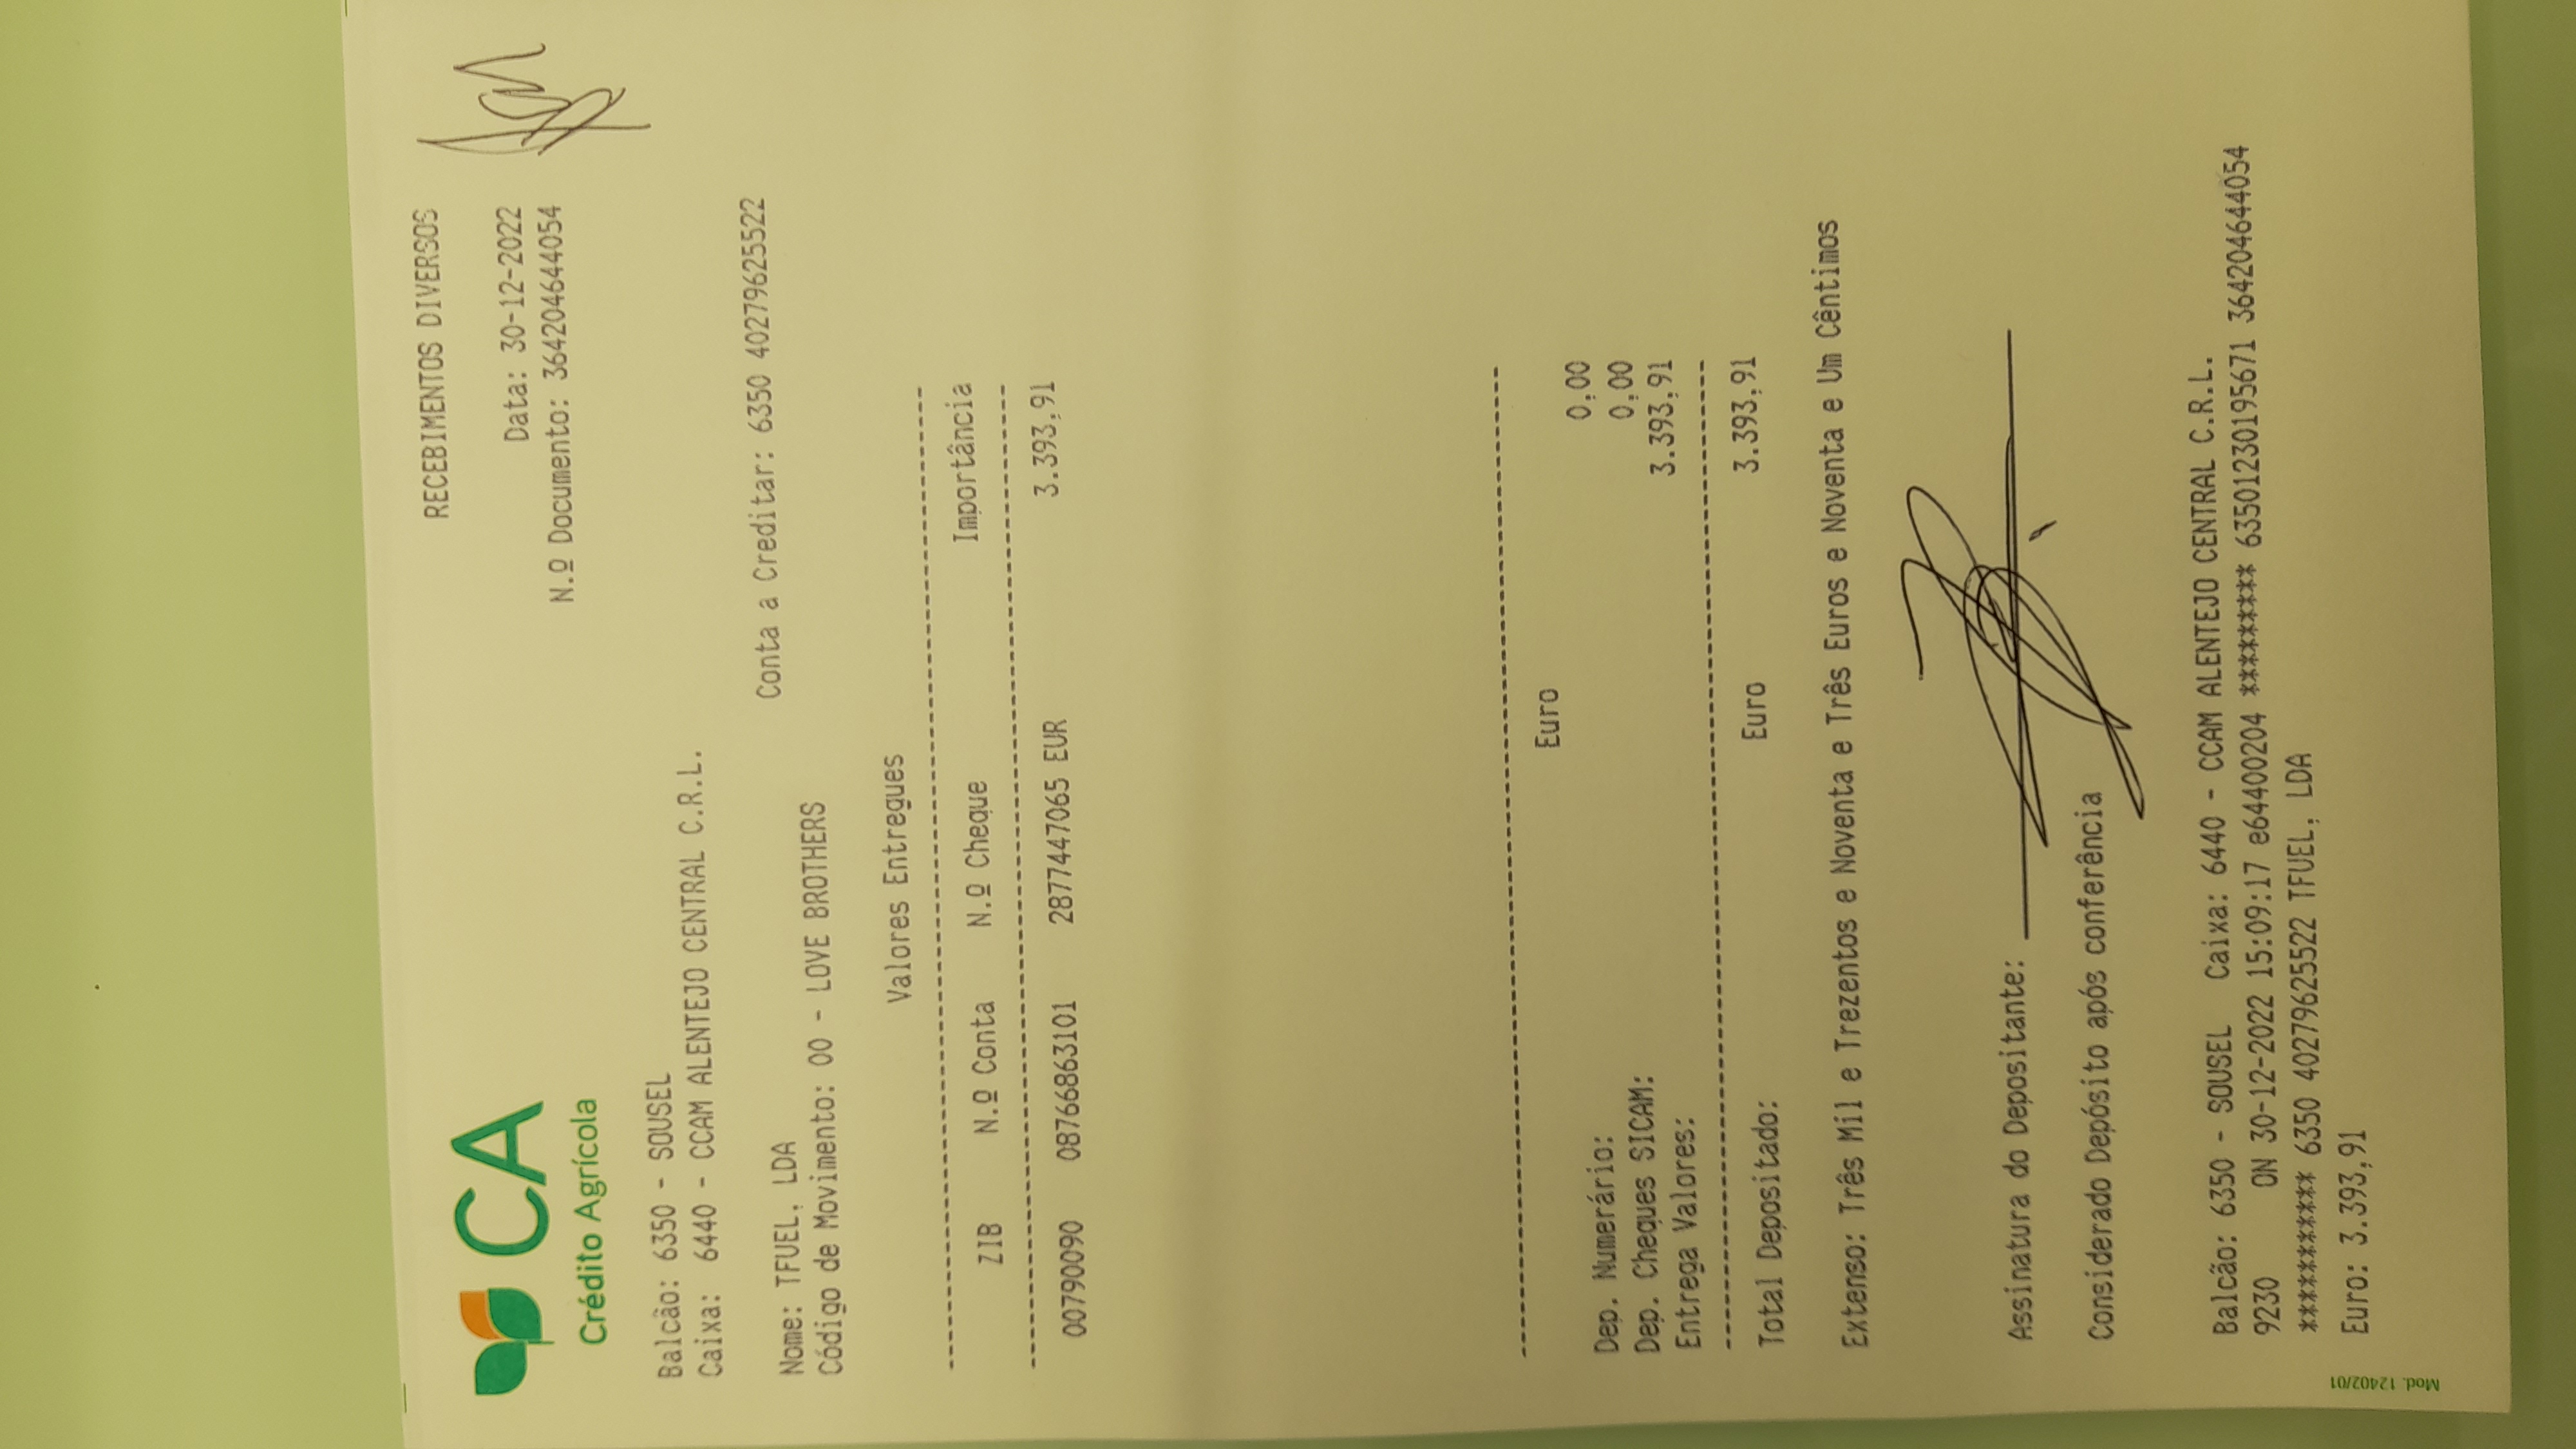 CA
Crédito Agrícola
RECEBIMENTOS DIVERSOS
Data: 30-12-2022
N.º Documento: 364204644054
Balcão: 6350 - SOUSEL
Caixa: 6440 - CCAM ALENTEJO CENTRAL C.R.L.
Conta a Creditar: 6350 40279625522
Nome: TFUEL, LDA
Código de Movimento: 00 - LOVE BROTHERS
Valores Entregues
ZIB N.º Conta N.º Cheque Importância
00790090 08766863101 2877447065 EUR 3.393,91
Euro
Dep. Numerário: 0,00
Dep. Cheques SICAM: 0,00
Entrega Valores: 3.393,91
Total Depositado: Euro 3.393,91
Extenso: Três Mil e Trezentos e Noventa e Três Euros e Noventa e Um Cêntimos
Assinatura do Depositante:
Considerado Depósito após conferência
Balcão: 6350 - SOUSEL Caixa: 6440 - CCAM ALENTEJO CENTRAL C.R.L.
9230 ON 30-12-2022 15:09:17 e64400204 ********* 63501230195671 364204644054
*********** 6350 40279625522 TFUEL, LDA
Euro: 3.393,91
Mod. 12402/01